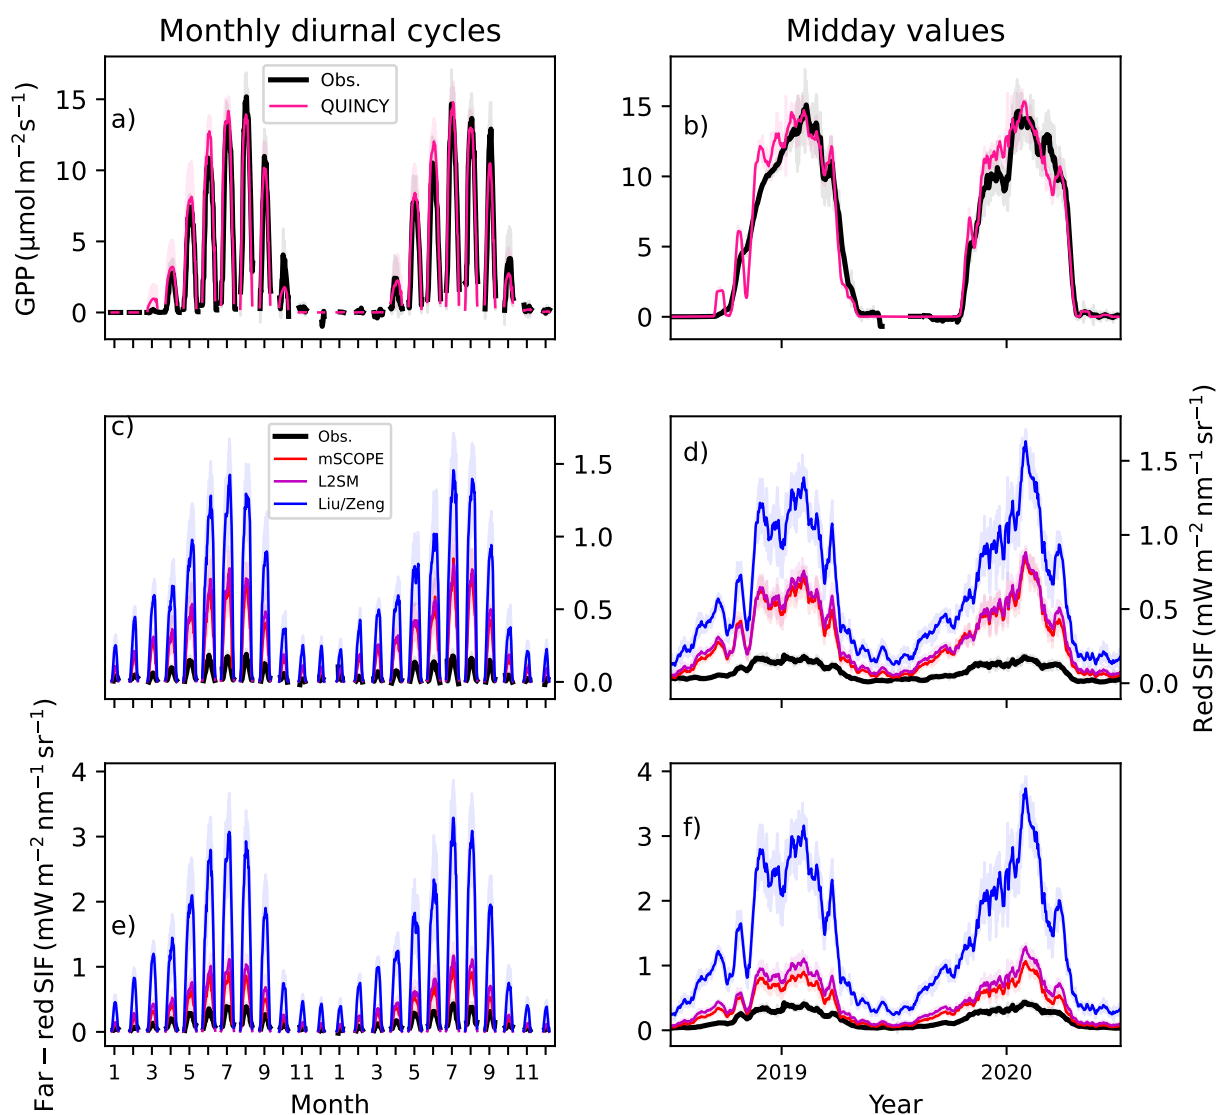 Monthly diurnal cycles
Midday values
GPP (μmol m⁻²s⁻¹)
15
10
5
0
a)
Obs.
QUINCY
15
10
5
0
b)
c)
Obs.
mSCOPE
L2SM
Liu/Zeng
1.5
1.0
0.5
0.0
d)
1.5
1.0
0.5
0.0
Red SIF (mW m⁻² nm⁻¹ sr⁻¹)
Far − red SIF (mW m⁻² nm⁻¹ sr⁻¹)
4
3
2
1
0
e)
1 3 5 7 9 11 1 3 5 7 9 11
Month
4
3
2
1
0
f)
2019 2020
Year